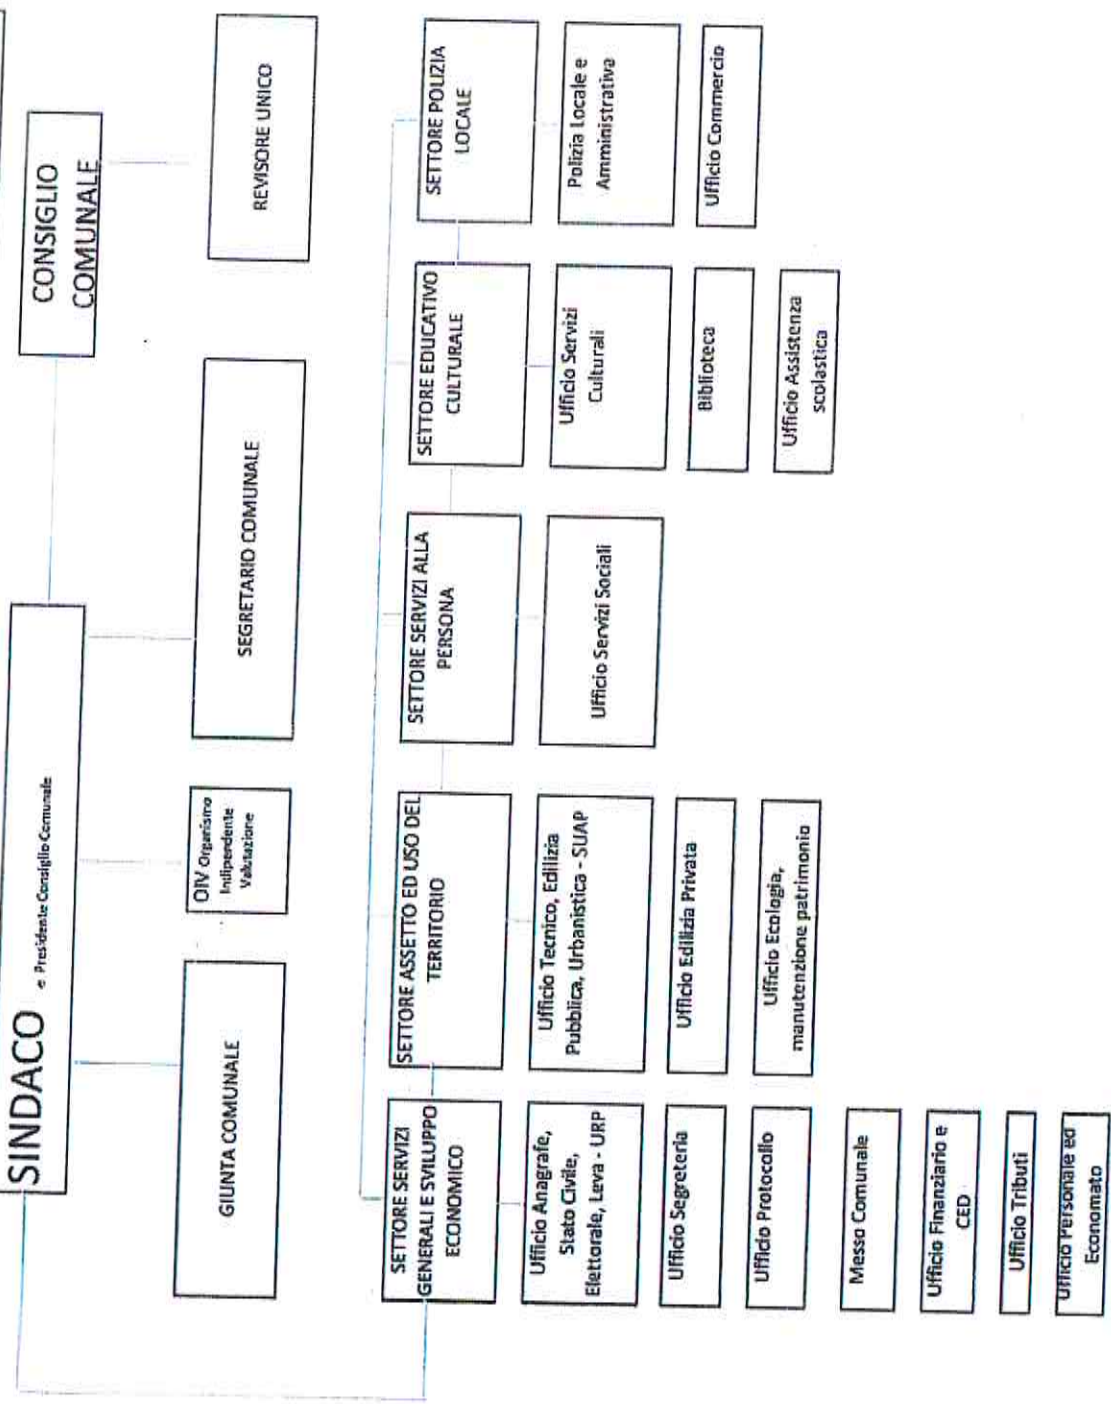 SINDACO e Presidente Consiglio Comunale
CONSIGLIO
COMUNALE
GIUNTA COMUNALE
OIV Organismo
Indipendente
Valutazione
SEGRETARIO COMUNALE
REVISORE UNICO
SETTORE SERVIZI
GENERALI E SVILUPPO
ECONOMICO
Ufficio Anagrafe,
Stato Civile,
Elettorale, Leva - URP
Ufficio Segreteria
Ufficio Protocollo
Messo Comunale
Ufficio Finanziario e
CED
Ufficio Tributi
Ufficio Personale ed
Economato
SETTORE ASSETTO ED USO DEL
TERRITORIO
Ufficio Tecnico, Edilizia
Pubblica, Urbanistica - SUAP
Ufficio Edilizia Privata
Ufficio Ecologia,
manutenzione patrimonio
SETTORE SERVIZI ALLA
PERSONA
Ufficio Servizi Sociali
SETTORE EDUCATIVO
CULTURALE
Ufficio Servizi
Culturali
Biblioteca
Ufficio Assistenza
scolastica
SETTORE POLIZIA
LOCALE
Polizia Locale e
Amministrativa
Ufficio Commercio